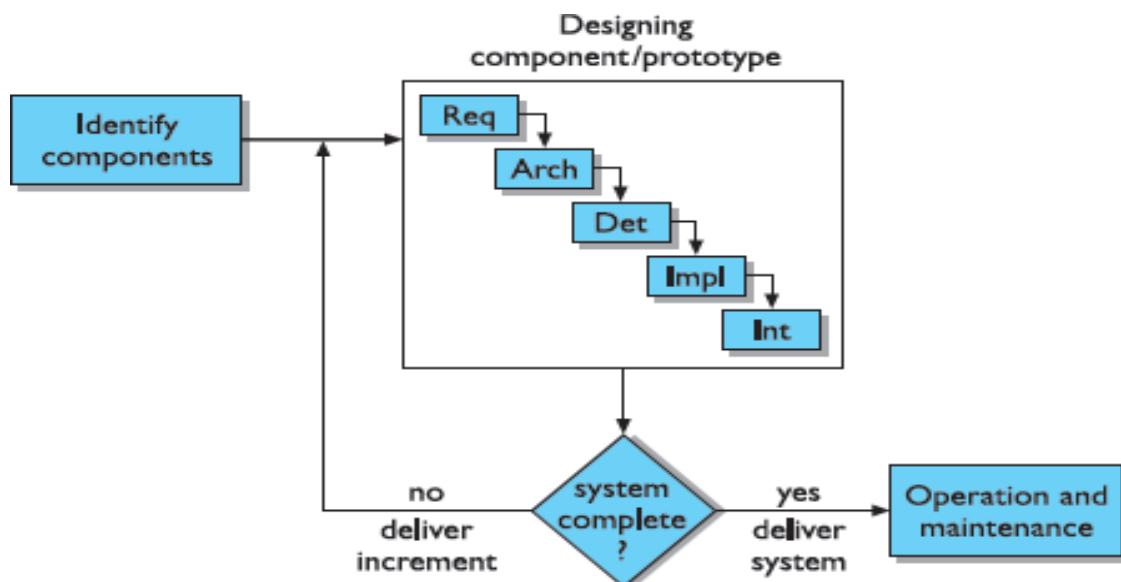 Designing
component/prototype
Identify
components
Req
Arch
Det
Impl
Int
system
complete
?
no
deliver
increment
yes
deliver
system
Operation and
maintenance